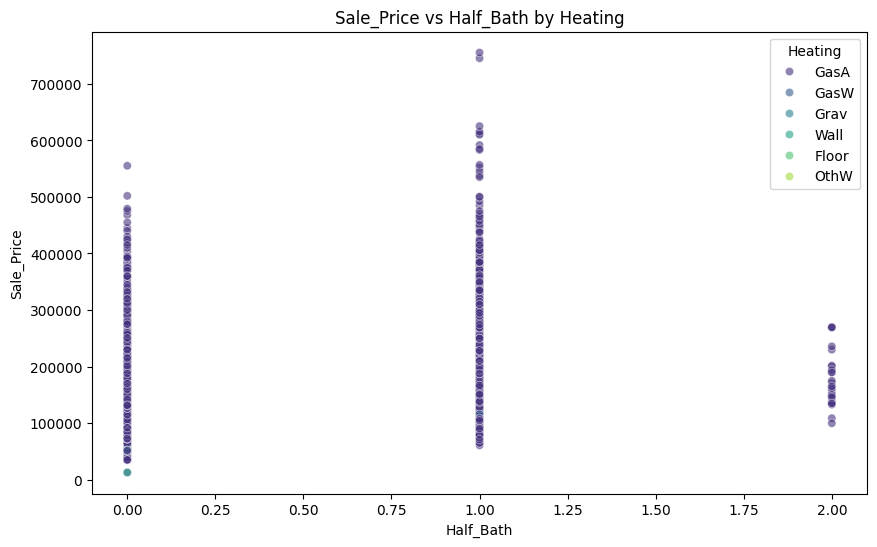 Sale_Price vs Half_Bath by Heating
Heating
GasA
GasW
Grav
Wall
Floor
OthW
Sale_Price
700000
600000
500000
400000
300000
200000
100000
0
0.00 0.25 0.50 0.75 1.00 1.25 1.50 1.75 2.00
Half_Bath